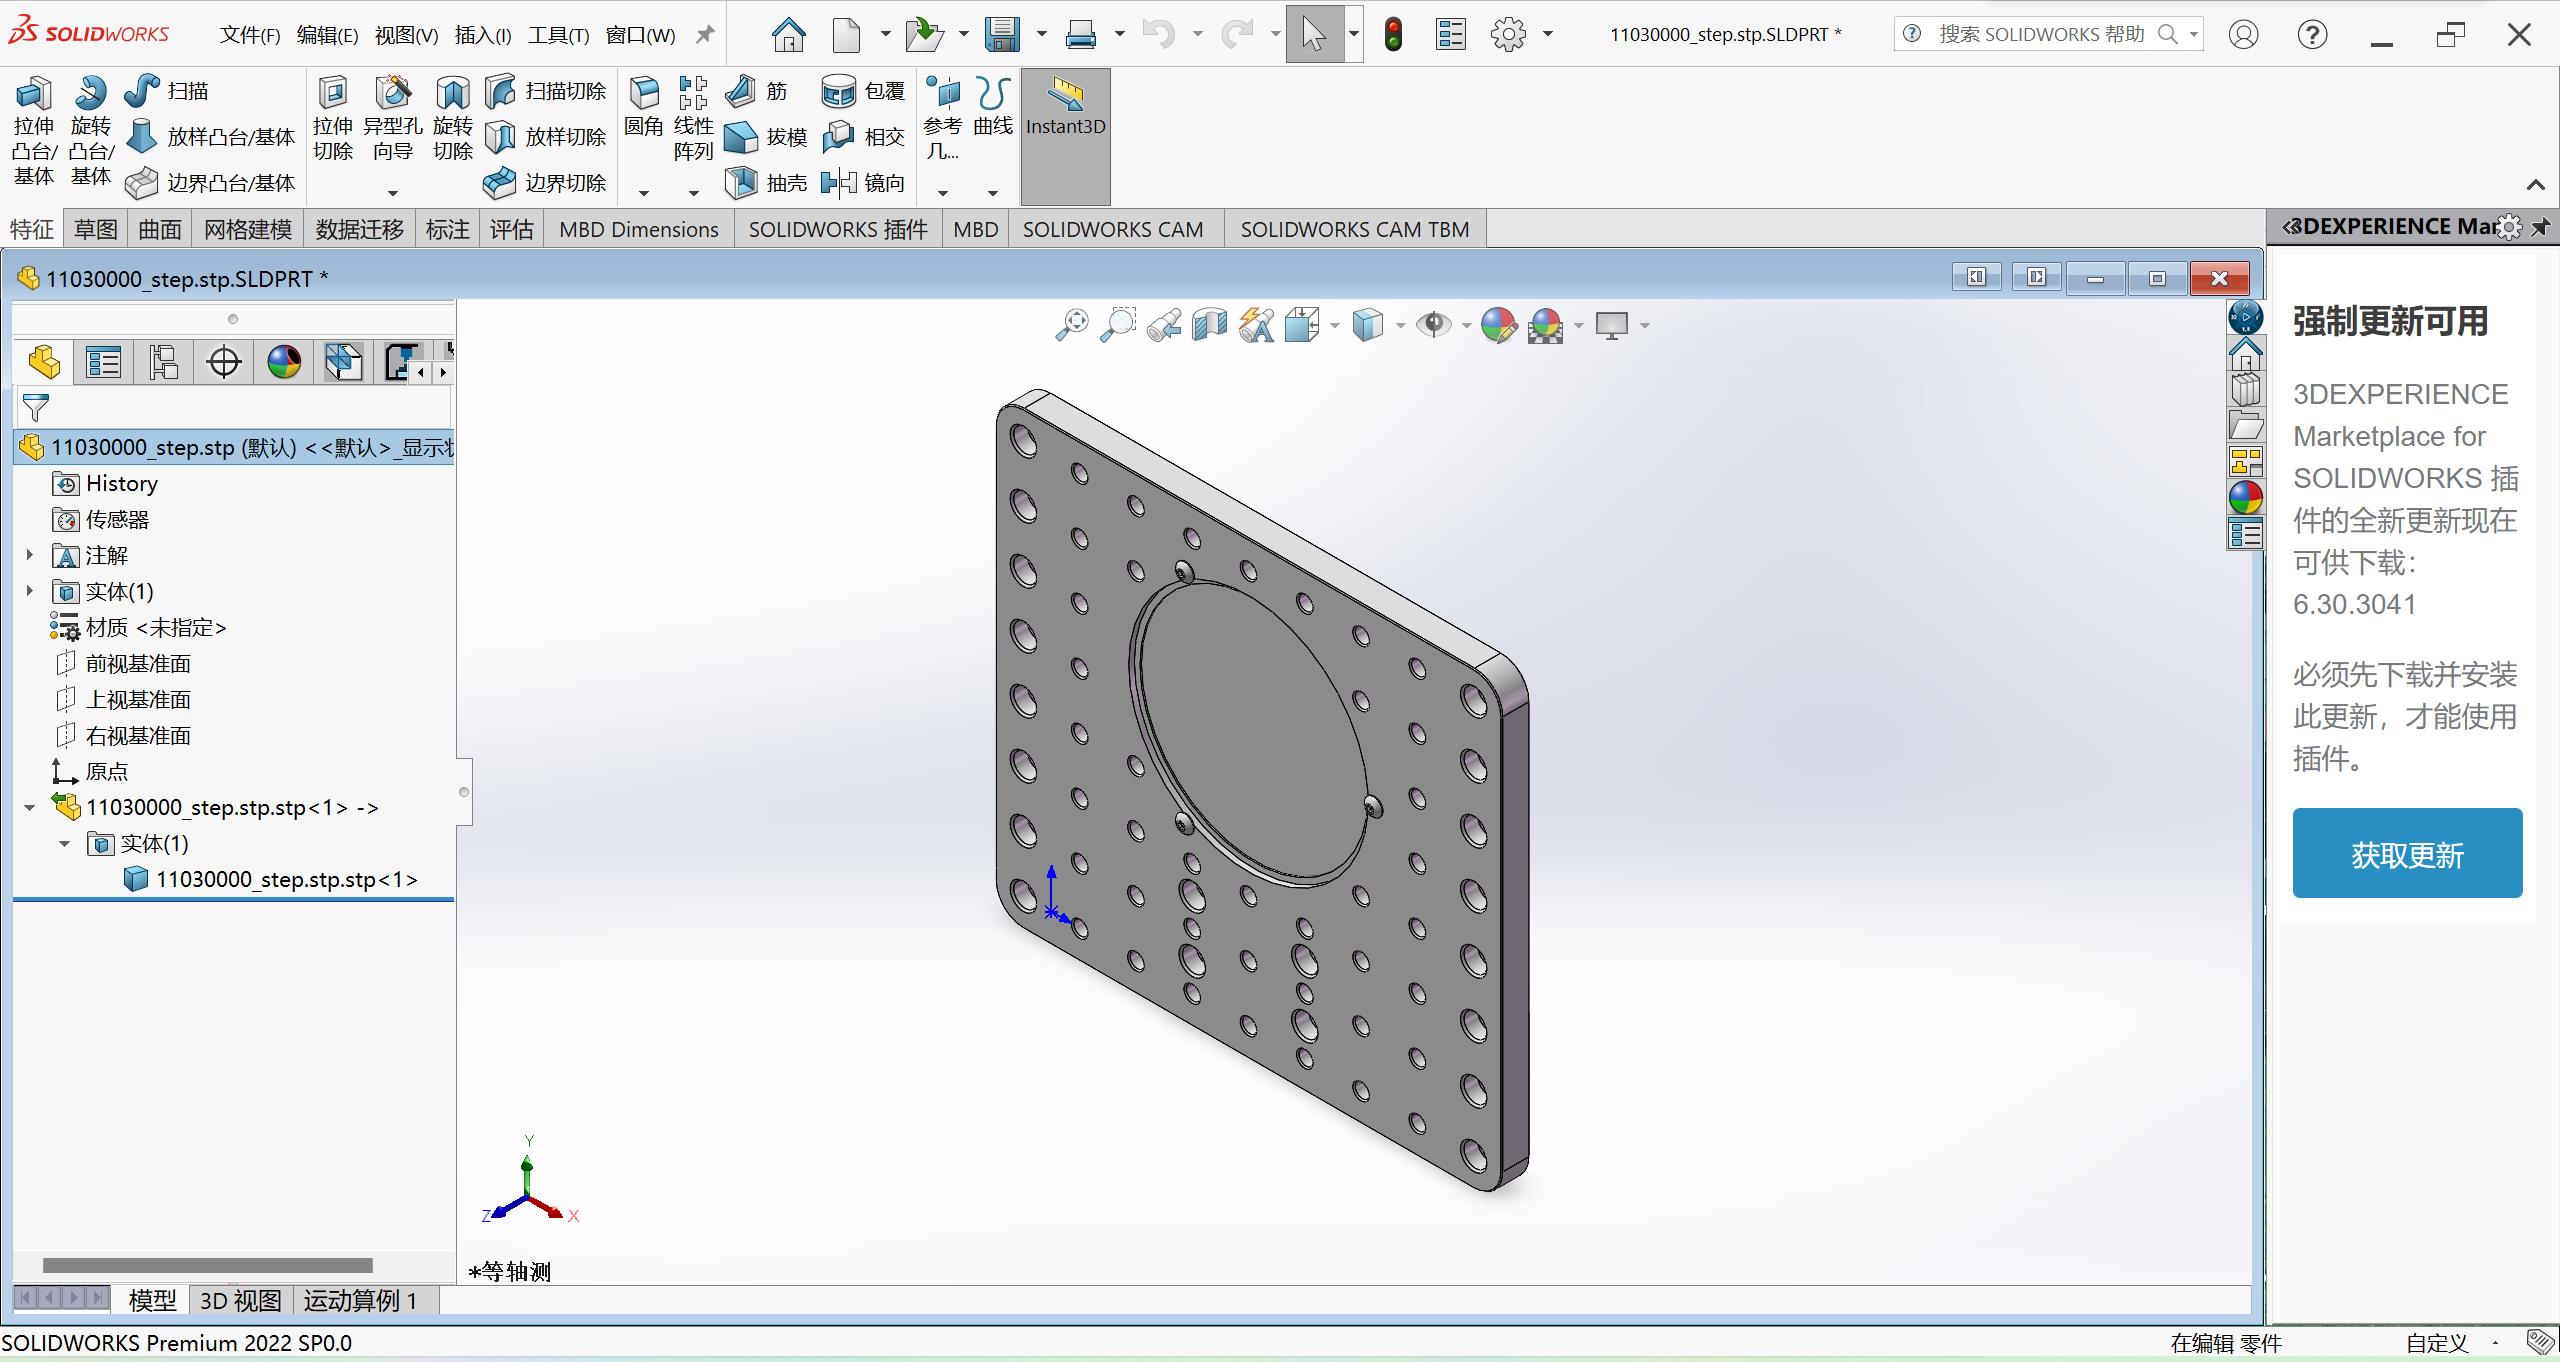 SOLIDWORKS 文件(F) 编辑(E) 视图(V) 插入(I) 工具(T) 窗口(W) 11030000_step.stp.SLDPRT * 搜索 SOLIDWORKS 帮助
拉伸凸台/基体
旋转凸台/基体
扫描
放样凸台/基体
边界凸台/基体
拉伸切除
异型孔向导
旋转切除
扫描切除
放样切除
边界切除
圆角
线性阵列
筋
拔模
抽壳
包覆
相交
镜向
参考几...
曲线
Instant3D
特征 草图 曲面 网格建模 数据迁移 标注 评估 MBD Dimensions SOLIDWORKS 插件 MBD SOLIDWORKS CAM SOLIDWORKS CAM TBM
11030000_step.stp.SLDPRT *
11030000_step.stp (默认) <<默认>_显示
History
传感器
注解
实体(1)
材质 <未指定>
前视基准面
上视基准面
右视基准面
原点
11030000_step.stp.stp<1> ->
实体(1)
11030000_step.stp.stp<1>
Y
Z
X
*等轴测
模型 3D 视图 运动算例 1
3DEXPERIENCE Mar
强制更新可用
3DEXPERIENCE
Marketplace for
SOLIDWORKS 插
件的全新更新现在
可供下载：
6.30.3041
必须先下载并安装
此更新，才能使用
插件。
获取更新
SOLIDWORKS Premium 2022 SP0.0 在编辑 零件 自定义